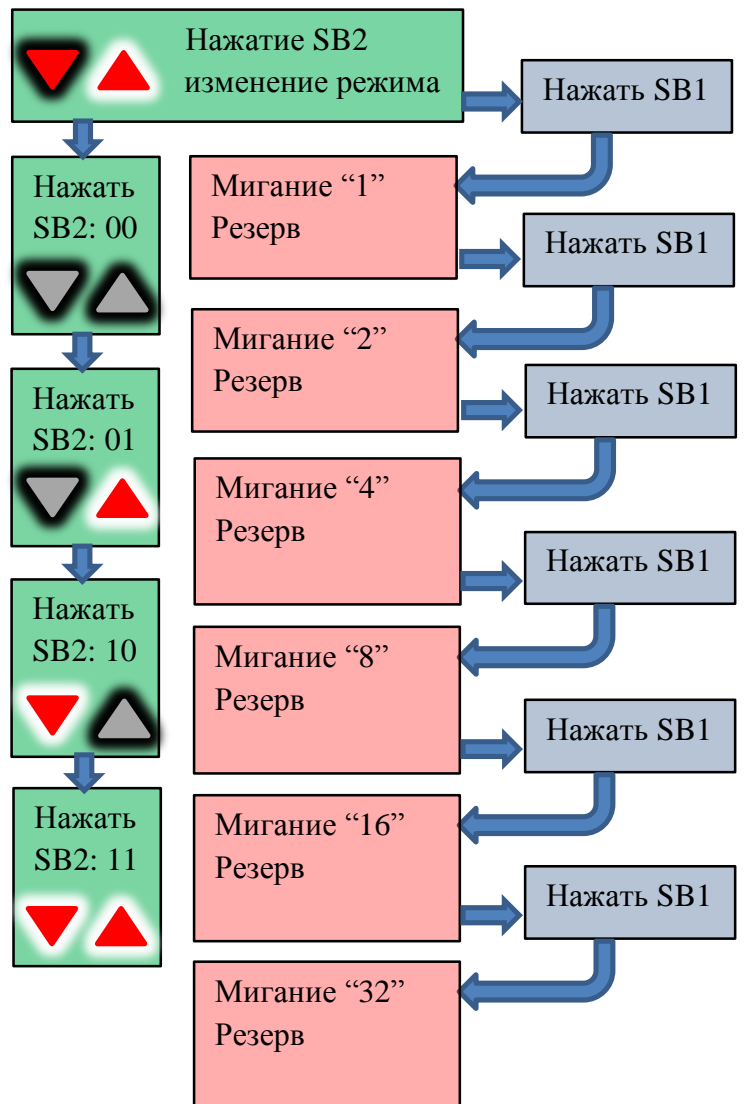 Нажатие SB2
изменение режима
Нажать SB1
Нажать
SB2: 00
Мигание “1”
Резерв
Нажать SB1
Мигание “2”
Резерв
Нажать
SB2: 01
Нажать SB1
Мигание “4”
Резерв
Нажать SB1
Нажать
SB2: 10
Мигание “8”
Резерв
Нажать SB1
Нажать
SB2: 11
Мигание “16”
Резерв
Нажать SB1
Мигание “32”
Резерв